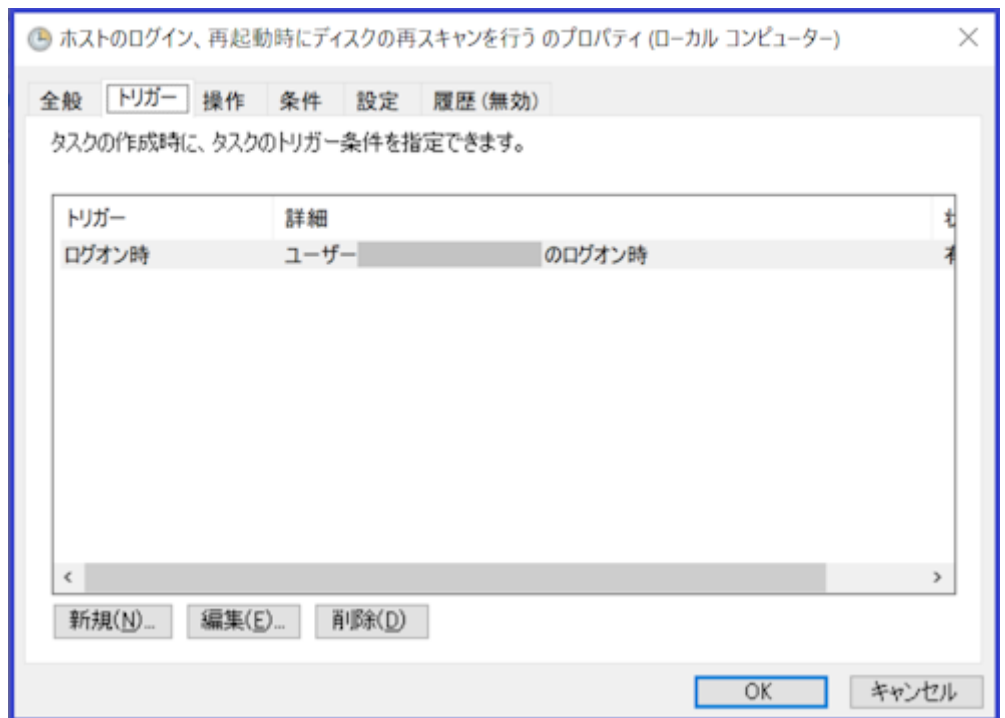 ホストのログイン、再起動時にディスクの再スキャンを行う のプロパティ (ローカル コンピューター)
全般 トリガー 操作 条件 設定 履歴 (無効)
タスクの作成時に、タスクのトリガー条件を指定できます。
トリガー 詳細
ログオン時 ユーザー のログオン時
新規(N)... 編集(E)... 削除(D)
OK キャンセル